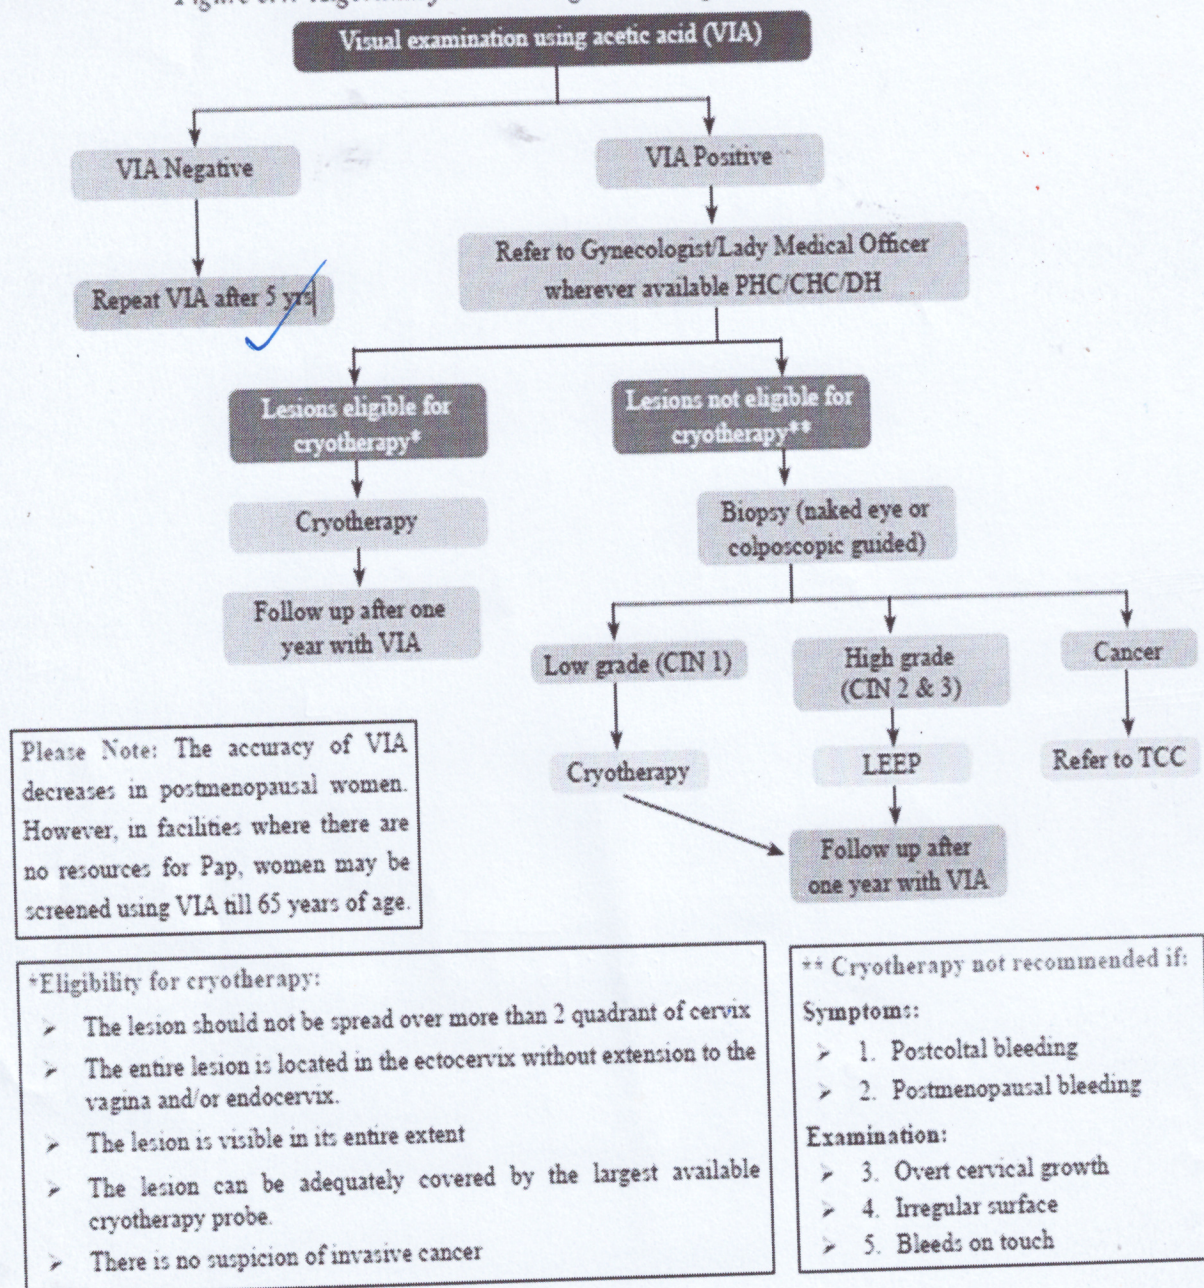 Visual examination using acetic acid (VIA)
VIA Negative
VIA Positive
Repeat VIA after 5 yrs
Refer to Gynecologist/Lady Medical Officer
wherever available PHC/CHC/DH
Lesions eligible for
cryotherapy*
Lesions not eligible for
cryotherapy**
Cryotherapy
Biopsy (naked eye or
colposcopic guided)
Follow up after one
year with VIA
Low grade (CIN 1)
High grade
(CIN 2 & 3)
Cancer
Cryotherapy
LEEP
Refer to TCC
Follow up after
one year with VIA
Please Note: The accuracy of VIA
decreases in postmenopausal women.
However, in facilities where there are
no resources for Pap, women may be
screened using VIA till 65 years of age.
*Eligibility for cryotherapy:
➢ The lesion should not be spread over more than 2 quadrant of cervix
➢ The entire lesion is located in the ectocervix without extension to the
vagina and/or endocervix.
➢ The lesion is visible in its entire extent
➢ The lesion can be adequately covered by the largest available
cryotherapy probe.
➢ There is no suspicion of invasive cancer
** Cryotherapy not recommended if:
Symptoms:
➢ 1. Postcoltal bleeding
➢ 2. Postmenopausal bleeding
Examination:
➢ 3. Overt cervical growth
➢ 4. Irregular surface
➢ 5. Bleeds on touch